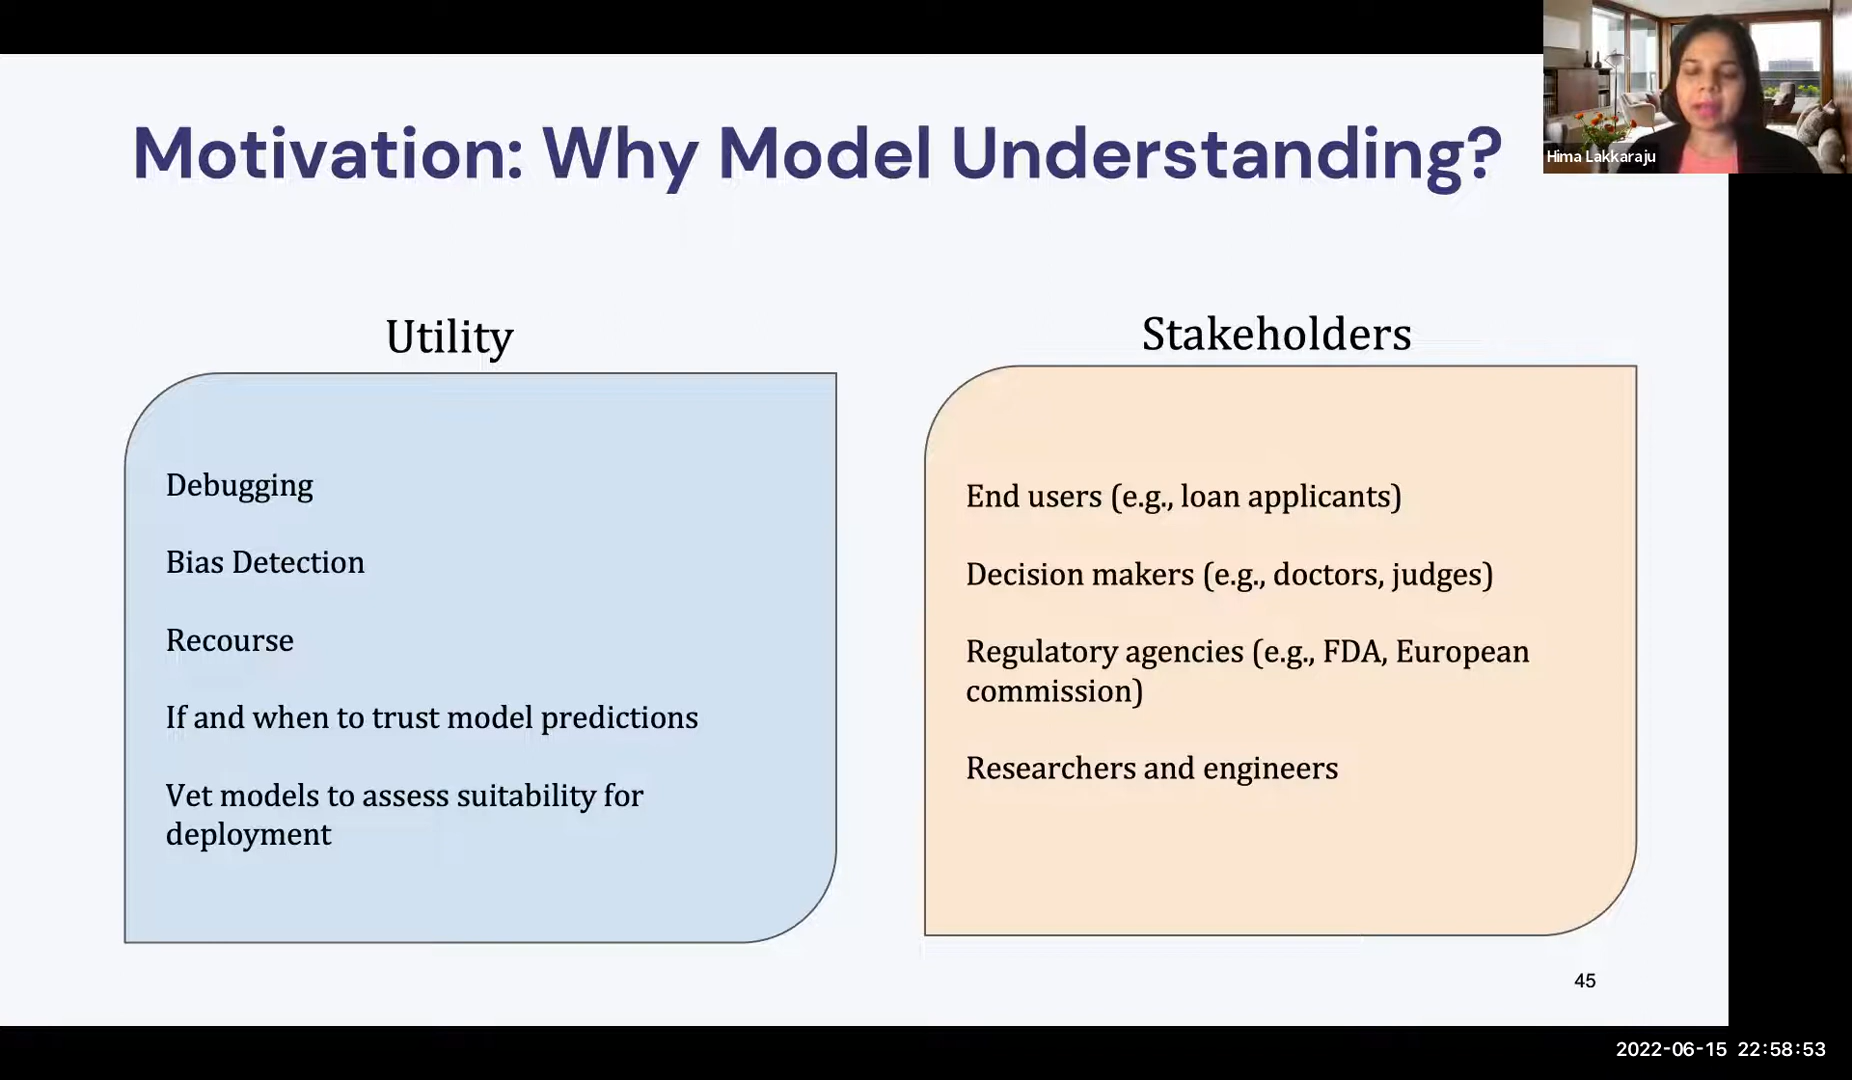 Motivation: Why Model Understanding?
Hima Lakkaraju
Utility
Debugging
Bias Detection
Recourse
If and when to trust model predictions
Vet models to assess suitability for
deployment
Stakeholders
End users (e.g., loan applicants)
Decision makers (e.g., doctors, judges)
Regulatory agencies (e.g., FDA, European
commission)
Researchers and engineers
45
2022-06-15 22:58:53